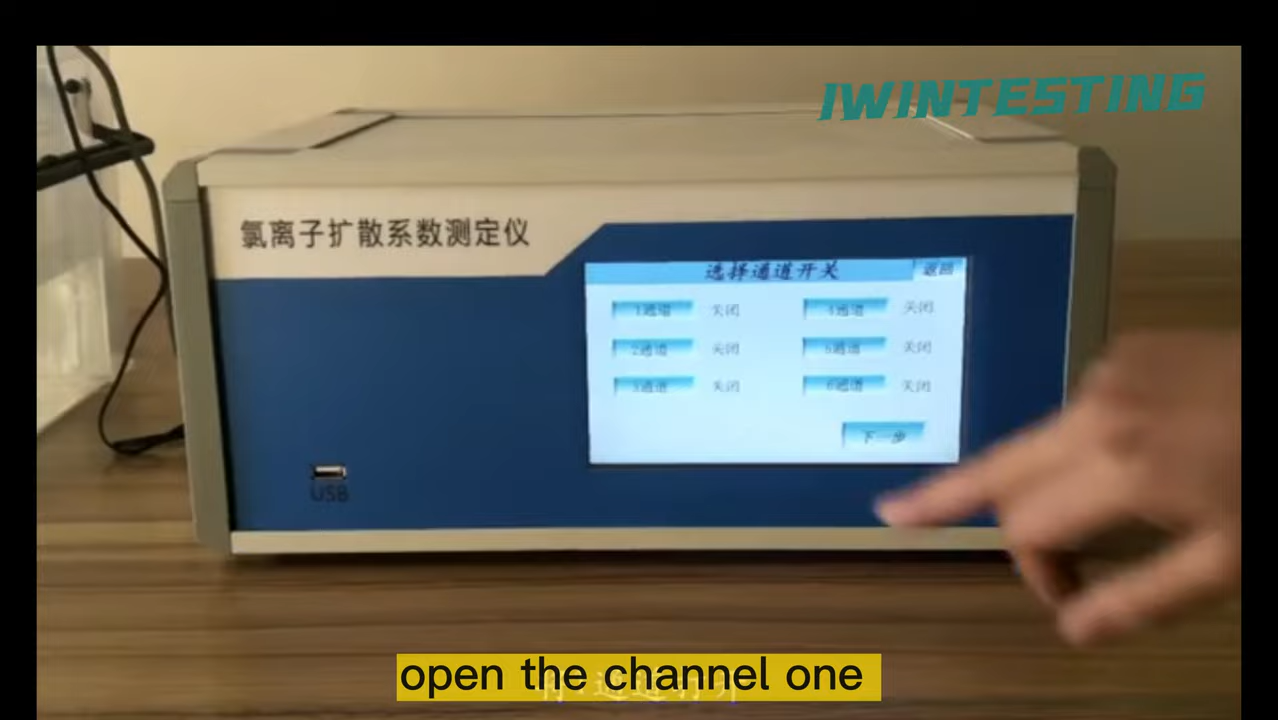 IWINTESTING
氯离子扩散系数测定仪
选择通道开关 返回
1通道 关闭 4通道 关闭
2通道 关闭 5通道 关闭
3通道 关闭 6通道 关闭
下一步
USB
open the channel one